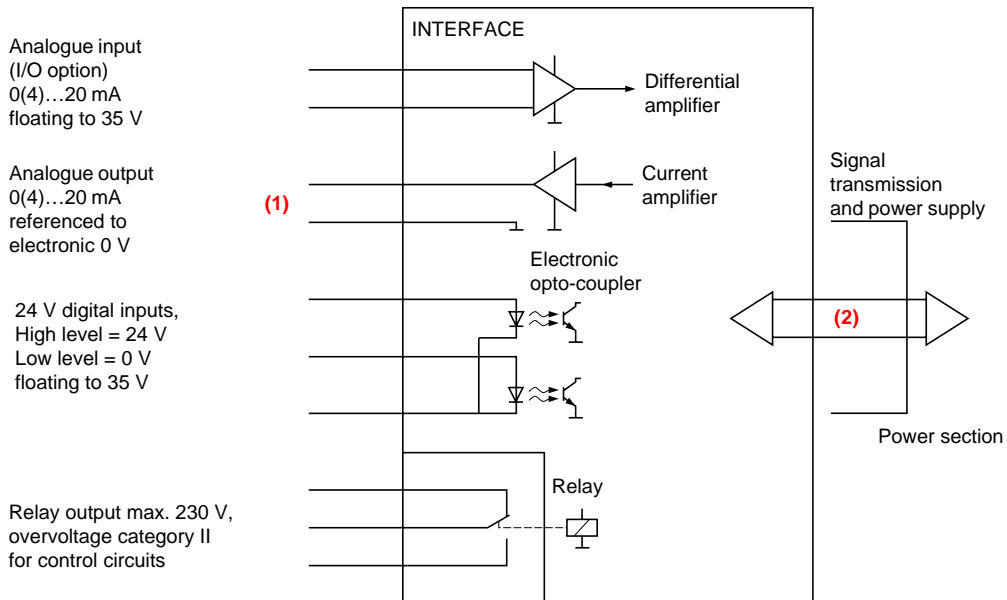 INTERFACE
Analogue input
(I/O option)
0(4)…20 mA
floating to 35 V
Differential
amplifier
Analogue output
0(4)…20 mA
referenced to
electronic 0 V
(1)
Current
amplifier
Signal
transmission
and power supply
Electronic
opto-coupler
24 V digital inputs,
High level = 24 V
Low level = 0 V
floating to 35 V
(2)
Power section
Relay
Relay output max. 230 V,
overvoltage category II
for control circuits